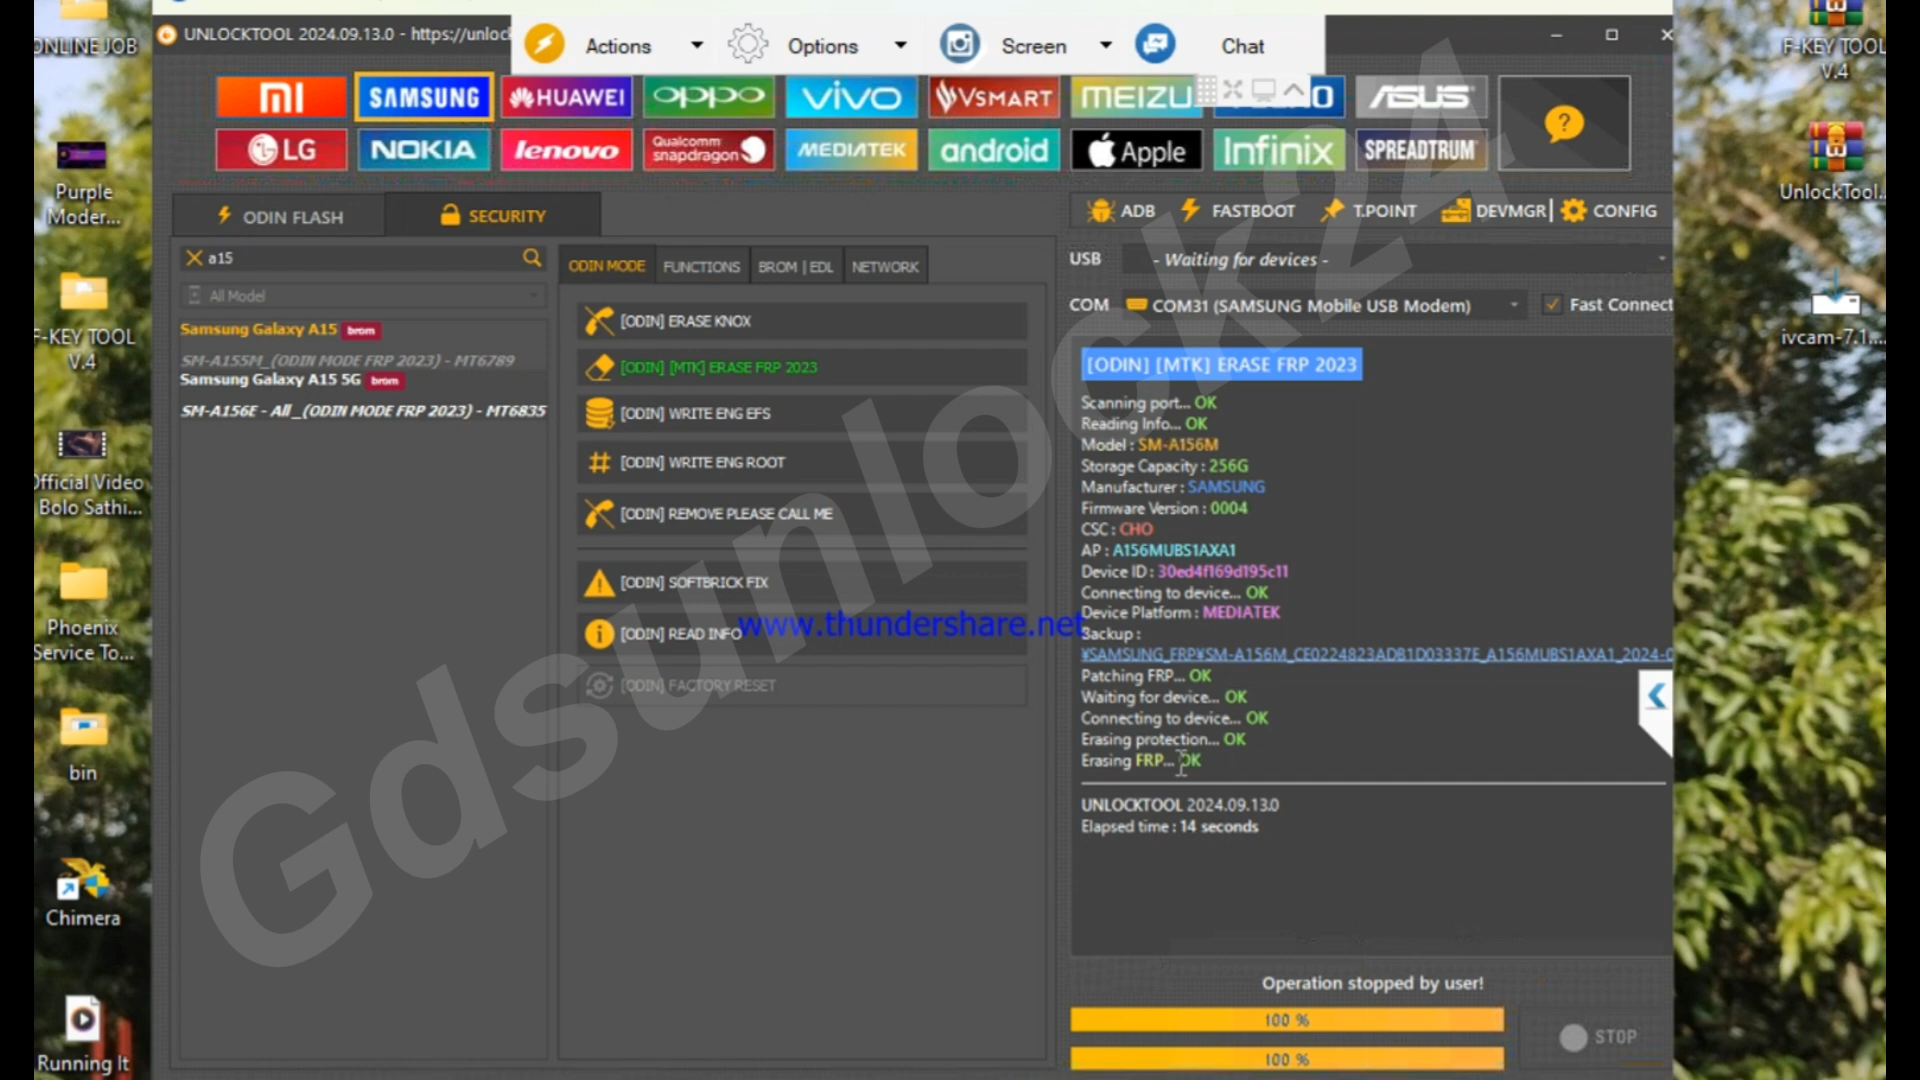 UNLOCKTOOL 2024.09.13.0 - https://unlock
Actions
Options
Screen
Chat
mi
SAMSUNG
HUAWEI
oppo
vivo
VSMART
MEIZU
ASUS
?
LG
NOKIA
lenovo
Qualcomm
snapdragon
MEDIATEK
android
Apple
Infinix
SPREADTRUM
ODIN FLASH
SECURITY
ADB
FASTBOOT
T.POINT
DEVMGR
CONFIG
a15
All Model
Samsung Galaxy A15 brom
SM-A155M_(ODIN MODE FRP 2023) - MT6789
Samsung Galaxy A15 5G brom
SM-A156E - All_(ODIN MODE FRP 2023) - MT6835
ODIN MODE
FUNCTIONS
BROM | EDL
NETWORK
[ODIN] ERASE KNOX
[ODIN] [MTK] ERASE FRP 2023
[ODIN] WRITE ENG EFS
[ODIN] WRITE ENG ROOT
[ODIN] REMOVE PLEASE CALL ME
[ODIN] SOFTBRICK FIX
[ODIN] READ INFO
[ODIN] FACTORY RESET
USB
- Waiting for devices -
COM
COM31 (SAMSUNG Mobile USB Modem)
Fast Connect
[ODIN] [MTK] ERASE FRP 2023
Scanning port... OK
Reading Info... OK
Model : SM-A156M
Storage Capacity : 256G
Manufacturer : SAMSUNG
Firmware Version : 0004
CSC : CHO
AP : A156MUBS1AXA1
Device ID : 30ed4f169d195c11
Connecting to device... OK
Device Platform : MEDIATEK
Backup :
¥SAMSUNG_FRP¥SM-A156M_CE0224823ADB1D03337E_A156MUBS1AXA1_2024-0
Patching FRP... OK
Waiting for device... OK
Connecting to device... OK
Erasing protection... OK
Erasing FRP... OK
UNLOCKTOOL 2024.09.13.0
Elapsed time : 14 seconds
Operation stopped by user!
100 %
100 %
STOP
www.thundershare.net
Gdsunlock24
ONLINE JOB
Purple
Moder...
F-KEY TOOL
V.4
Official Video
Bolo Sathi...
Phoenix
Service To...
bin
Chimera
Running It
F-KEY TOOL
V.4
UnlockTool...
ivcam-7.1....